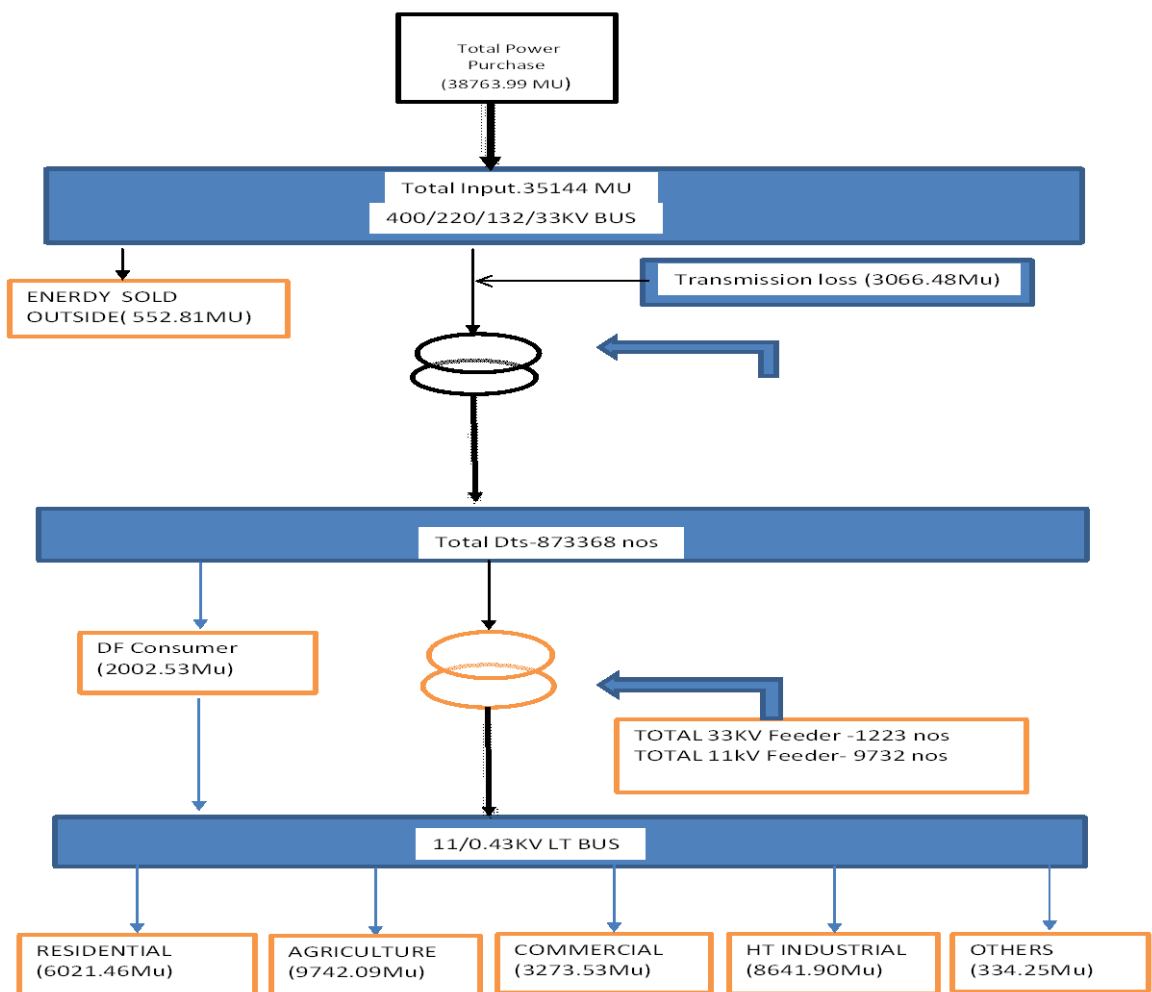 Total Power
Purchase
(38763.99 MU)
Total Input.35144 MU
400/220/132/33KV BUS
ENERDY  SOLD
OUTSIDE( 552.81MU)
Transmission loss (3066.48Mu)
Total Dts-873368 nos
DF Consumer
(2002.53Mu)
TOTAL 33KV Feeder -1223 nos
TOTAL 11kV Feeder- 9732 nos
11/0.43KV LT BUS
RESIDENTIAL
(6021.46Mu)
AGRICULTURE
(9742.09Mu)
COMMERCIAL
(3273.53Mu)
HT INDUSTRIAL
(8641.90Mu)
OTHERS
(334.25Mu)